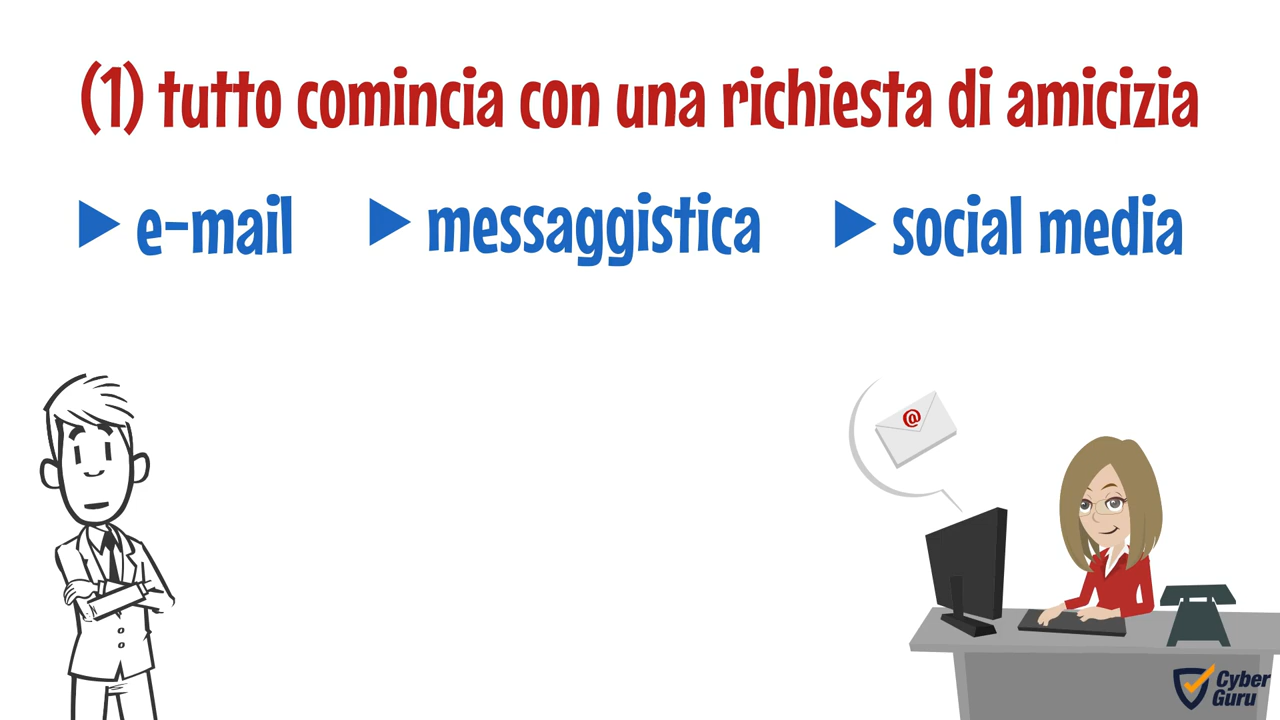 (1) tutto comincia con una richiesta di amicizia
e-mail messaggistica social media
@
Cyber
Guru